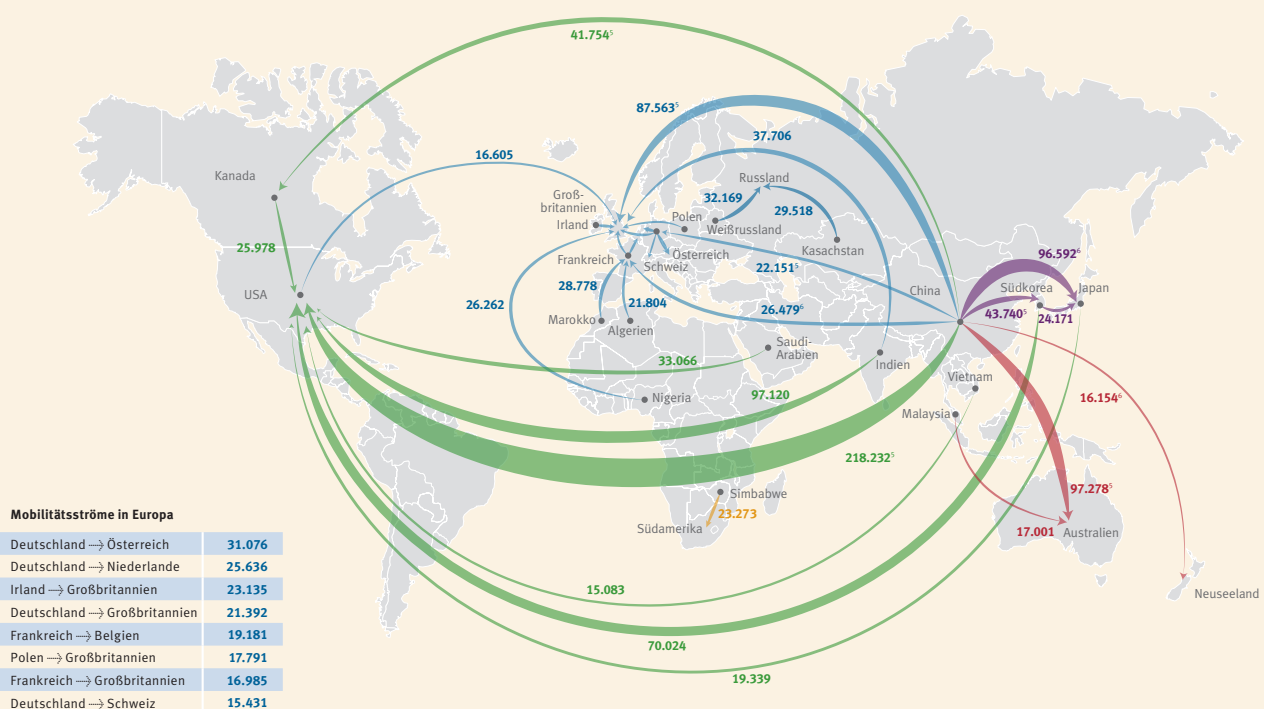 41.754⁵
87.563⁵
37.706
16.605
Kanada
Russland
Groß-
britannien
32.169
29.518
Polen
Irland
Weißrussland
25.978
Kasachstan
96.592⁶
Österreich
Frankreich
Schweiz
22.151⁵
28.778
China
Südkorea
Japan
USA
26.262
21.804
26.479⁶
43.740⁵
24.171
Marokko
Algerien
Saudi-
Arabien
33.066
Indien
Vietnam
97.120
Nigeria
16.154⁶
Malaysia
218.232⁵
97.278⁵
Simbabwe
23.273
Südamerika
17.001
Australien
15.083
Neuseeland
70.024
19.339
Mobilitätsströme in Europa
Deutschland ···> Österreich 31.076
Deutschland ···> Niederlande 25.636
Irland ···> Großbritannien 23.135
Deutschland ···> Großbritannien 21.392
Frankreich ···> Belgien 19.181
Polen ···> Großbritannien 17.791
Frankreich ···> Großbritannien 16.985
Deutschland ···> Schweiz 15.431